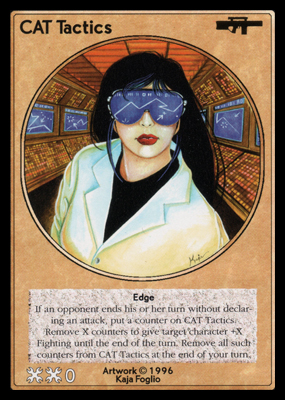 CAT Tactics
Edge
If an opponent ends his or her turn without declar-
ing an attack, put a counter on CAT Tactics.
Remove X counters to give target character +X
Fighting until the end of the turn. Remove all such
counters from CAT Tactics at the end of your turn.
0
Artwork © 1996
Kaja Foglio